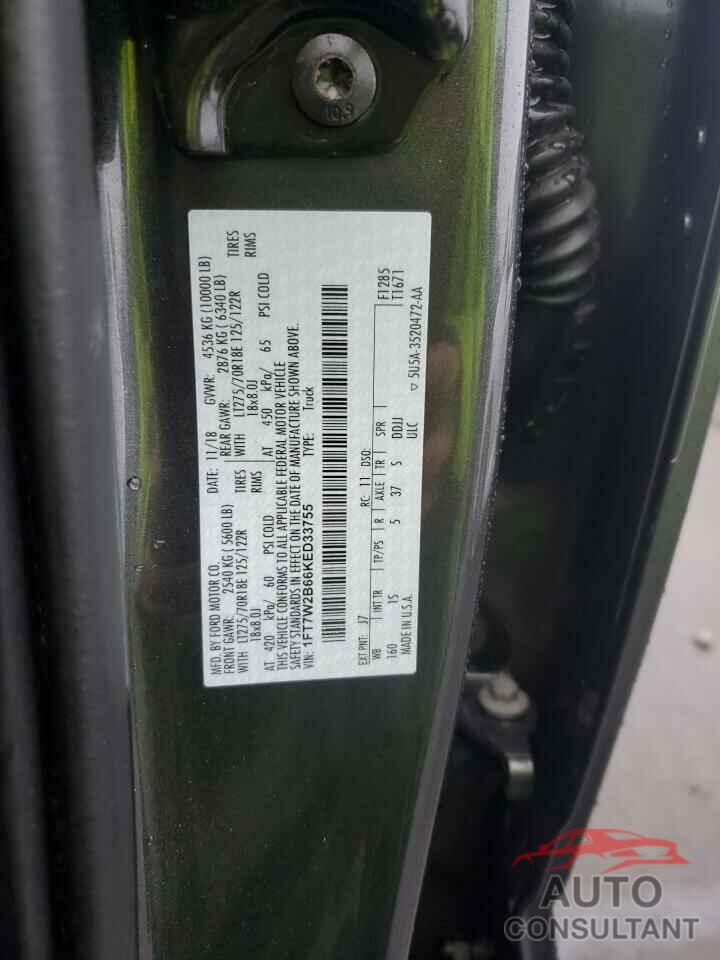 10.9
MFD. BY FORD MOTOR CO. DATE: 11/18 GVWR: 4536 KG (10000 LB)
FRONT GAWR: 2540 KG ( 5600 LB) REAR GAWR: 2876 KG ( 6340 LB)
WITH LT275/70R18E 125/122R TIRES WITH LT275/70R18E 125/122R TIRES
18x8.0J RIMS 18x8.0J RIMS
AT 420 kPa/ 60 PSI COLD AT 450 kPa/ 65 PSI COLD
THIS VEHICLE CONFORMS TO ALL APPLICABLE FEDERAL MOTOR VEHICLE
SAFETY STANDARDS IN EFFECT ON THE DATE OF MANUFACTURE SHOWN ABOVE.
VIN: 1FT7W2B66KED33755 TYPE: Truck
EXT PNT: J7 RC: 11 DSO: F1285
WB INT TR TP/PS R AXLE TR SPR T1671
160 15 5 37 5 DDJJ
MADE IN U.S.A. ULC ▽ 5U5A-3520472-AA
AUTO
CONSULTANT